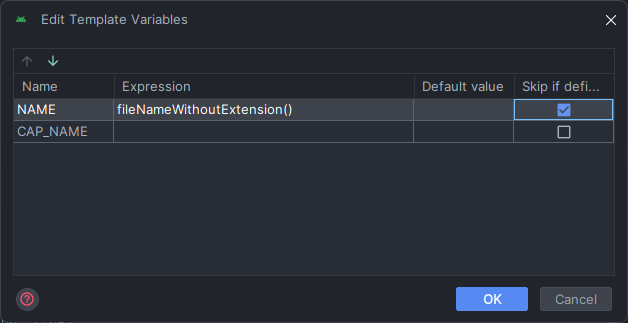 Edit Template Variables
Name Expression Default value Skip if defi...
NAME fileNameWithoutExtension()
CAP_NAME
OK Cancel